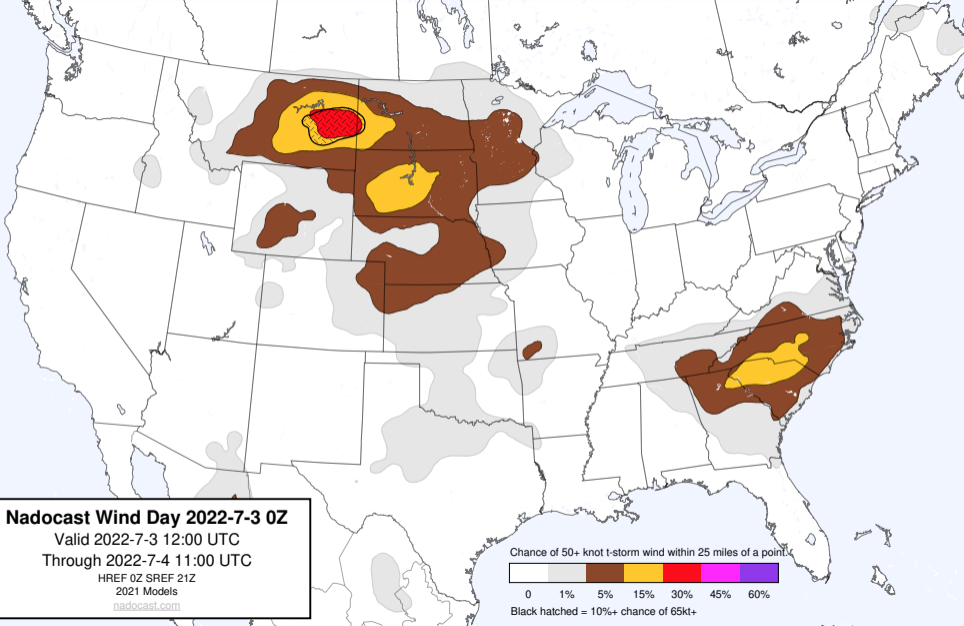 Nadocast Wind Day 2022-7-3 0Z
Valid 2022-7-3 12:00 UTC
Through 2022-7-4 11:00 UTC
HREF 0Z SREF 21Z
2021 Models
nadocast.com
Chance of 50+ knot t-storm wind within 25 miles of a point.
0 1% 5% 15% 30% 45% 60%
Black hatched = 10%+ chance of 65kt+